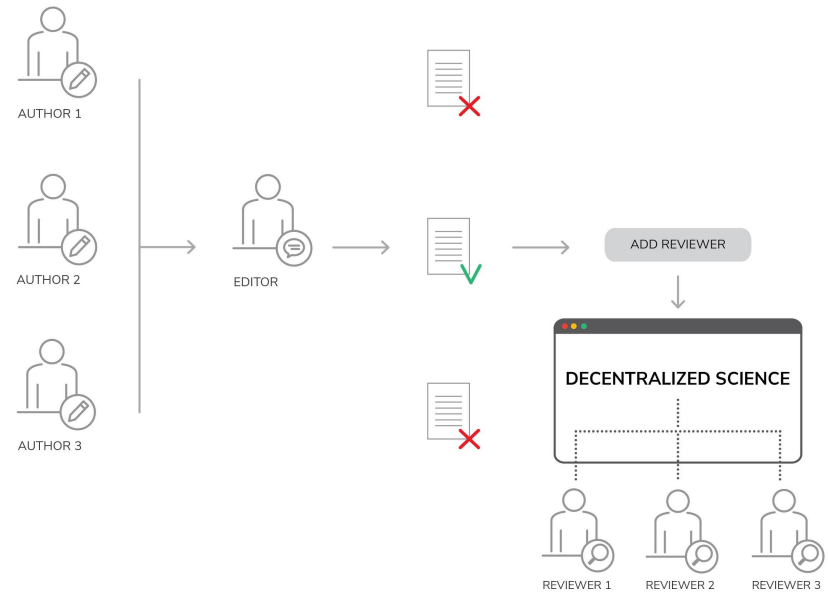 AUTHOR 1
AUTHOR 2
AUTHOR 3
EDITOR
ADD REVIEWER
DECENTRALIZED SCIENCE
REVIEWER 1
REVIEWER 2
REVIEWER 3